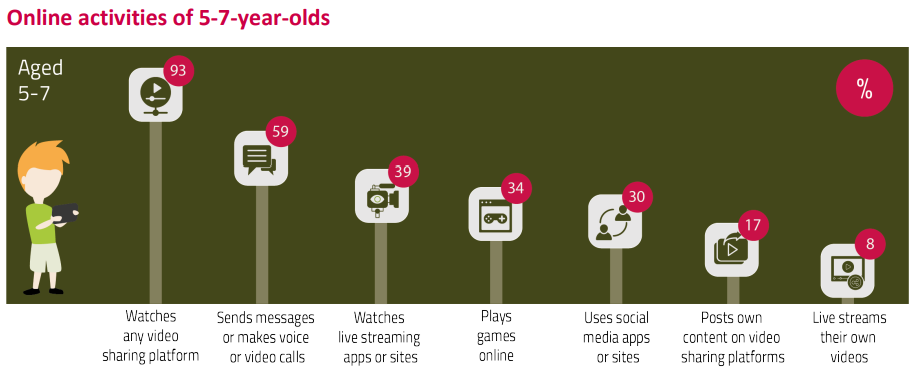 Online activities of 5-7-year-olds
Aged
5-7
%
93
59
39
34
30
17
8
Watches
any video
sharing platform
Sends messages
or makes voice
or video calls
Watches
live streaming
apps or sites
Plays
games
online
Uses social
media apps
or sites
Posts own
content on video
sharing platforms
Live streams
their own
videos